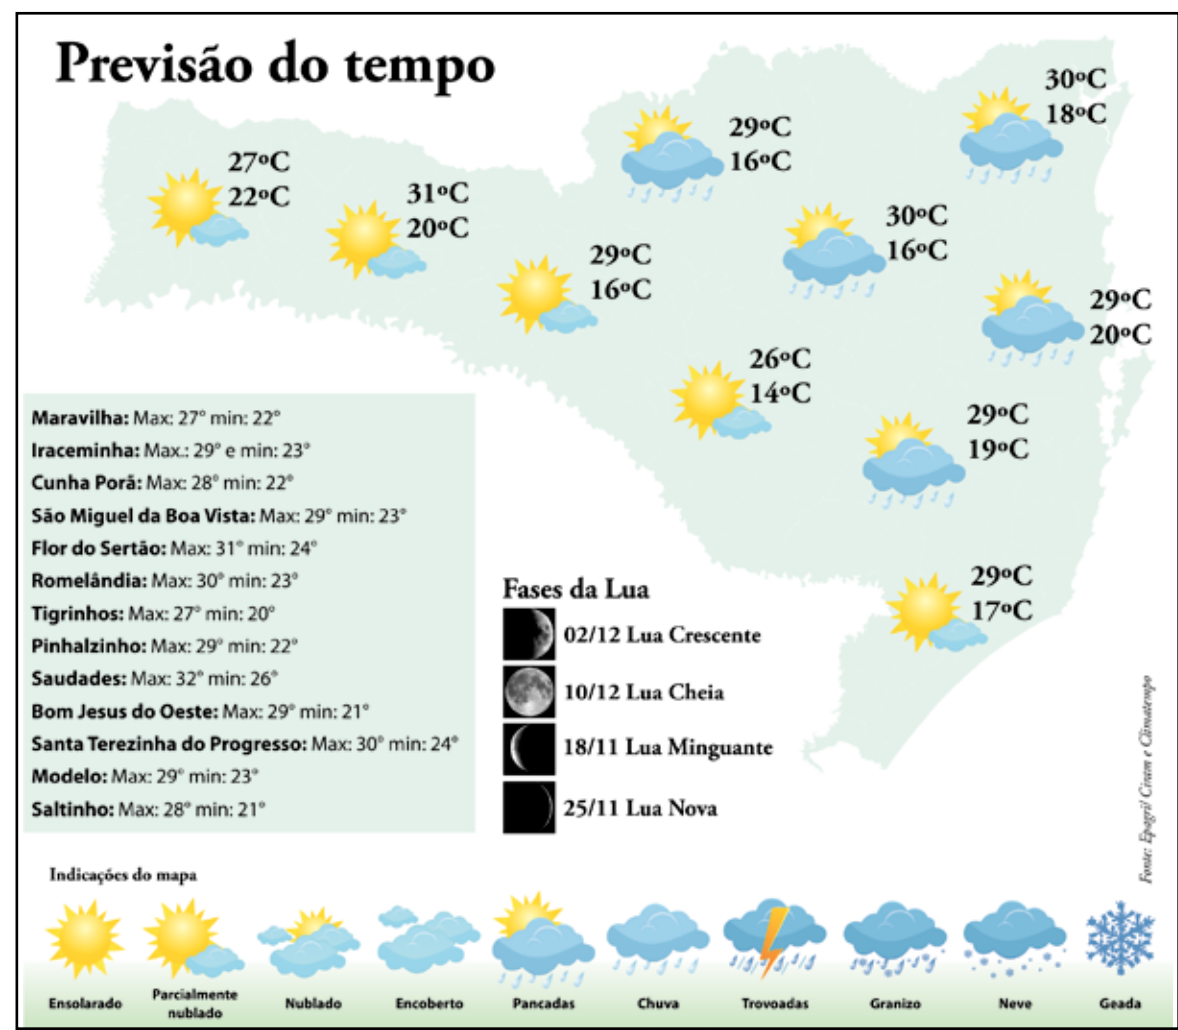 Previsão do tempo
30ºC
18ºC
29ºC
16ºC
27ºC
22ºC
31ºC
20ºC
30ºC
16ºC
29ºC
16ºC
29ºC
20ºC
26ºC
14ºC
29ºC
19ºC
29ºC
17ºC
Maravilha: Max: 27° min: 22°
Iraceminha: Max.: 29° e min: 23°
Cunha Porã: Max: 28° min: 22°
São Miguel da Boa Vista: Max: 29° min: 23°
Flor do Sertão: Max: 31° min: 24°
Romelândia: Max: 30° min: 23°
Tigrinhos: Max: 27° min: 20°
Pinhalzinho: Max: 29° min: 22°
Saudades: Max: 32° min: 26°
Bom Jesus do Oeste: Max: 29° min: 21°
Santa Terezinha do Progresso: Max: 30° min: 24°
Modelo: Max: 29° min: 23°
Saltinho: Max: 28° min: 21°
Fases da Lua
02/12 Lua Crescente
10/12 Lua Cheia
18/11 Lua Minguante
25/11 Lua Nova
Fonte: Epagri/ Ciram e Climatempo
Indicações do mapa
Ensolarado
Parcialmente
nublado
Nublado
Encoberto
Pancadas
Chuva
Trovoadas
Granizo
Neve
Geada